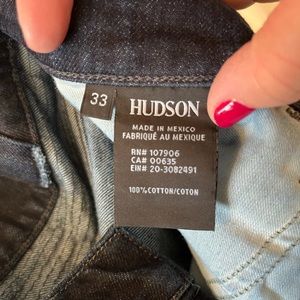 33
HUDSON
MADE IN MEXICO
FABRIQUÉ AU MEXIQUE
RN# 107906
CA# 00635
EIN# 20-3082491
100% COTTON/COTON